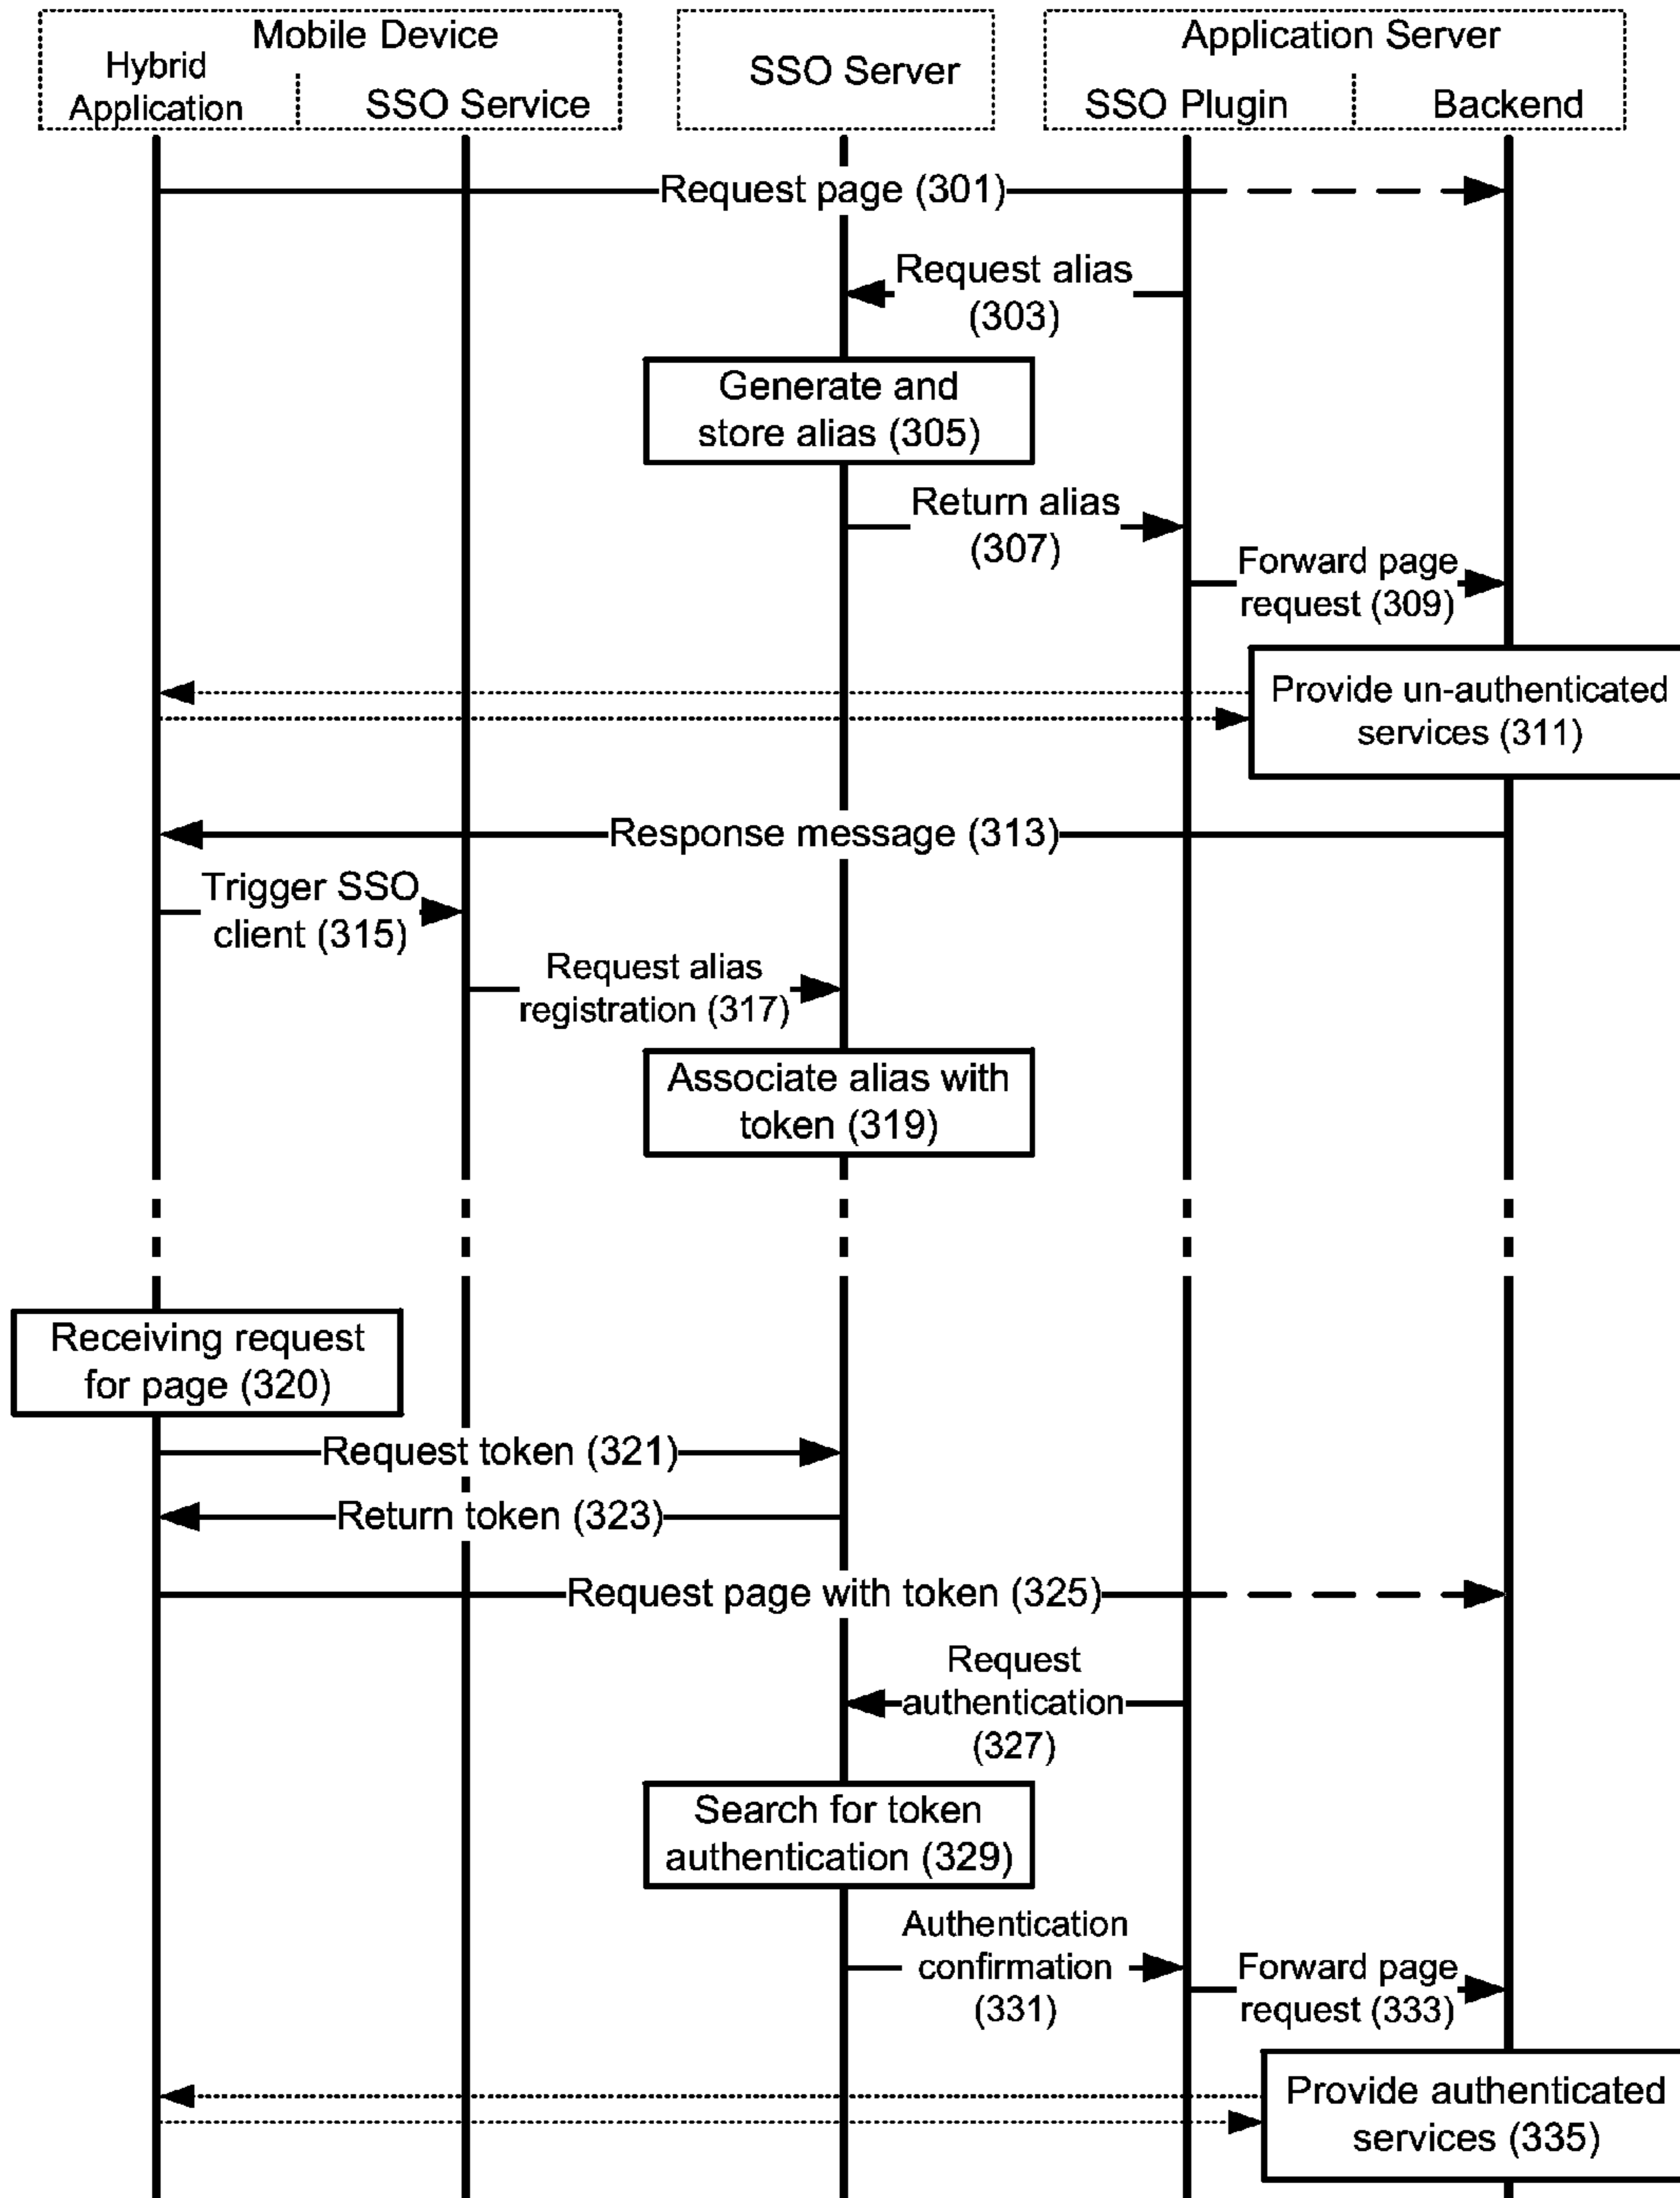 Mobile Device
Hybrid
Application
SSO Service
SSO Server
Application Server
SSO Plugin
Backend
Request page (301)
Request alias
(303)
Generate and
store alias (305)
Return alias
(307)
Forward page
request (309)
Provide un-authenticated
services (311)
Response message (313)
Trigger SSO
client (315)
Request alias
registration (317)
Associate alias with
token (319)
Receiving request
for page (320)
Request token (321)
Return token (323)
Request page with token (325)
Request
authentication
(327)
Search for token
authentication (329)
Authentication
confirmation
(331)
Forward page
request (333)
Provide authenticated
services (335)